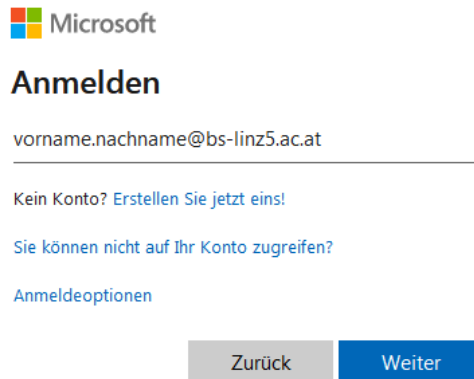 Microsoft
Anmelden
vorname.nachname@bs-linz5.ac.at
Kein Konto? Erstellen Sie jetzt eins!
Sie können nicht auf Ihr Konto zugreifen?
Anmeldeoptionen
Zurück Weiter